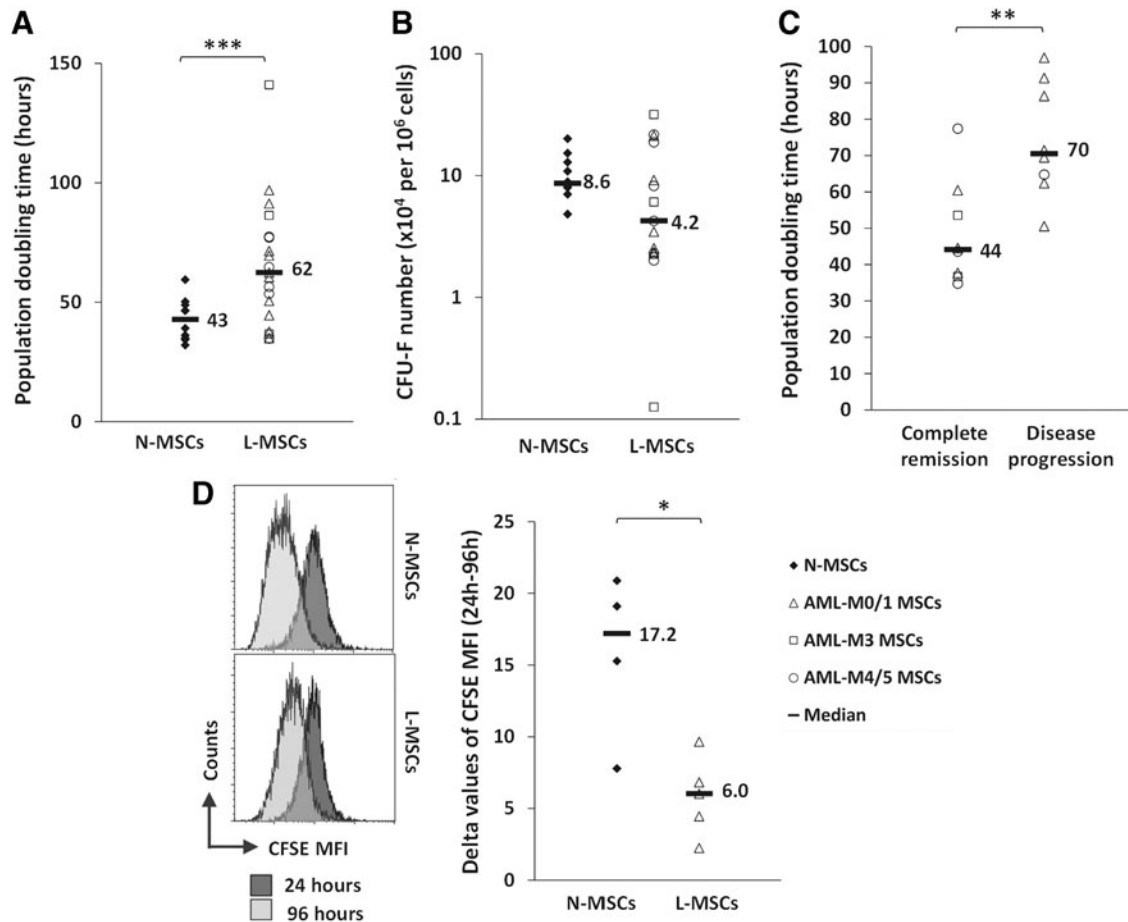 A
Population doubling time (hours)
150
100
50
0
***
43
62
N-MSCs
L-MSCs
B
CFU-F number (x10⁴ per 10⁶ cells)
100
10
1
0.1
8.6
4.2
N-MSCs
L-MSCs
C
Population doubling time (hours)
100
90
80
70
60
50
40
30
20
10
0
**
44
70
Complete
remission
Disease
progression
D
N-MSCs
L-MSCs
Counts
CFSE MFI
24 hours
96 hours
Delta values of CFSE MFI (24h-96h)
25
20
15
10
5
0
*
17.2
6.0
N-MSCs
L-MSCs
N-MSCs
AML-M0/1 MSCs
AML-M3 MSCs
AML-M4/5 MSCs
Median